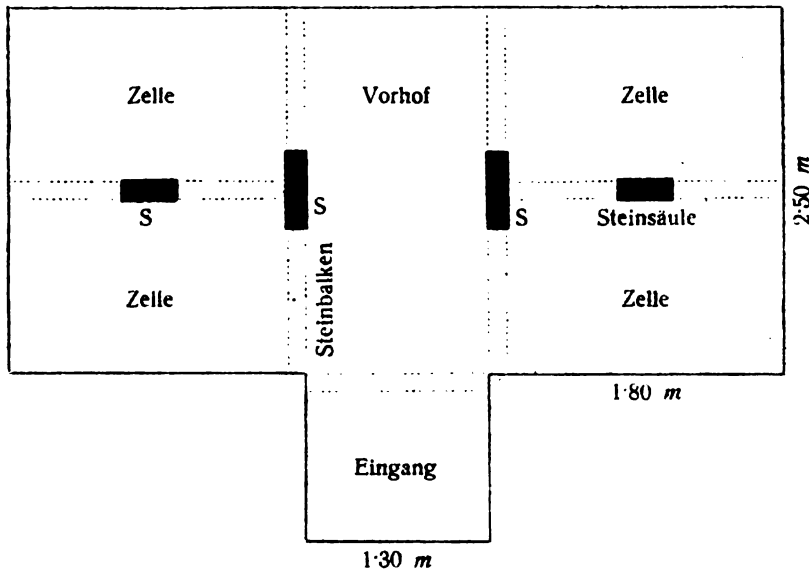 Zelle
Vorhof
Zelle
S
S
S
Steinsäule
2·50 m
Steinbalken
Zelle
Zelle
1·80 m
Eingang
1·30 m